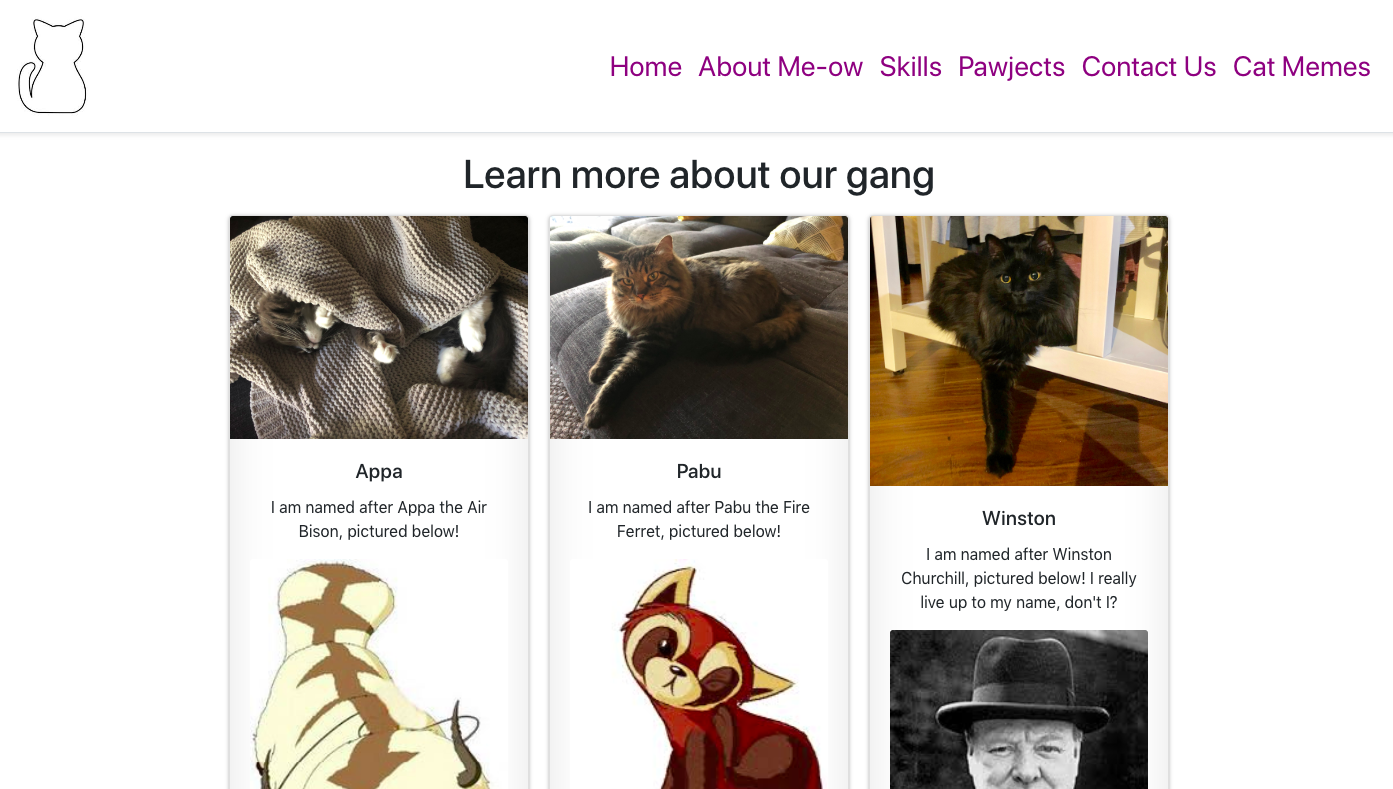 Home About Me-ow Skills Pawjects Contact Us Cat Memes
Learn more about our gang
Appa
I am named after Appa the Air
Bison, pictured below!
Pabu
I am named after Pabu the Fire
Ferret, pictured below!
Winston
I am named after Winston
Churchill, pictured below! I really
live up to my name, don't I?